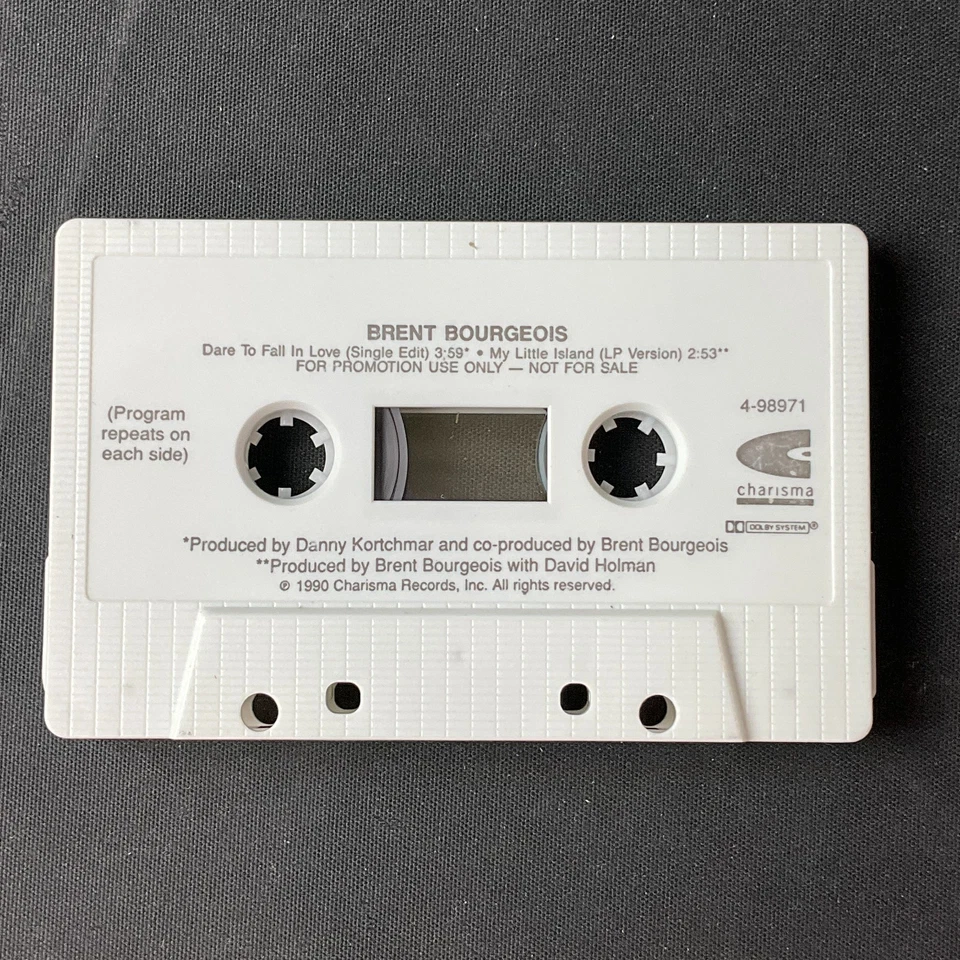 BRENT BOURGEOIS
Dare To Fall In Love (Single Edit) 3:59* • My Little Island (LP Version) 2:53**
FOR PROMOTION USE ONLY — NOT FOR SALE
(Program
repeats on
each side)
4-98971
charisma
DOLBY SYSTEM®
*Produced by Danny Kortchmar and co-produced by Brent Bourgeois
**Produced by Brent Bourgeois with David Holman
℗ 1990 Charisma Records, Inc. All rights reserved.